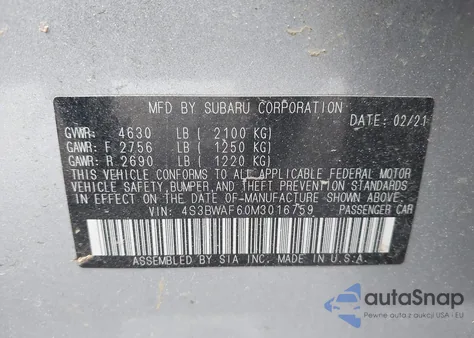 MFD BY SUBARU CORPORATION
DATE: 02/21
GVWR: 4630 LB ( 2100 KG)
GAWR: F 2756 LB ( 1250 KG)
GAWR: R 2690 LB ( 1220 KG)
THIS VEHICLE CONFORMS TO ALL APPLICABLE FEDERAL MOTOR
VEHICLE SAFETY, BUMPER, AND THEFT PREVENTION STANDARDS
IN EFFECT ON THE DATE OF MANUFACTURE SHOWN ABOVE.
VIN: 4S3BWAF60M3016759 PASSENGER CAR
ASSEMBLED BY SIA INC. MADE IN U.S.A.
autoSnap
Pewne auta z USA i EU